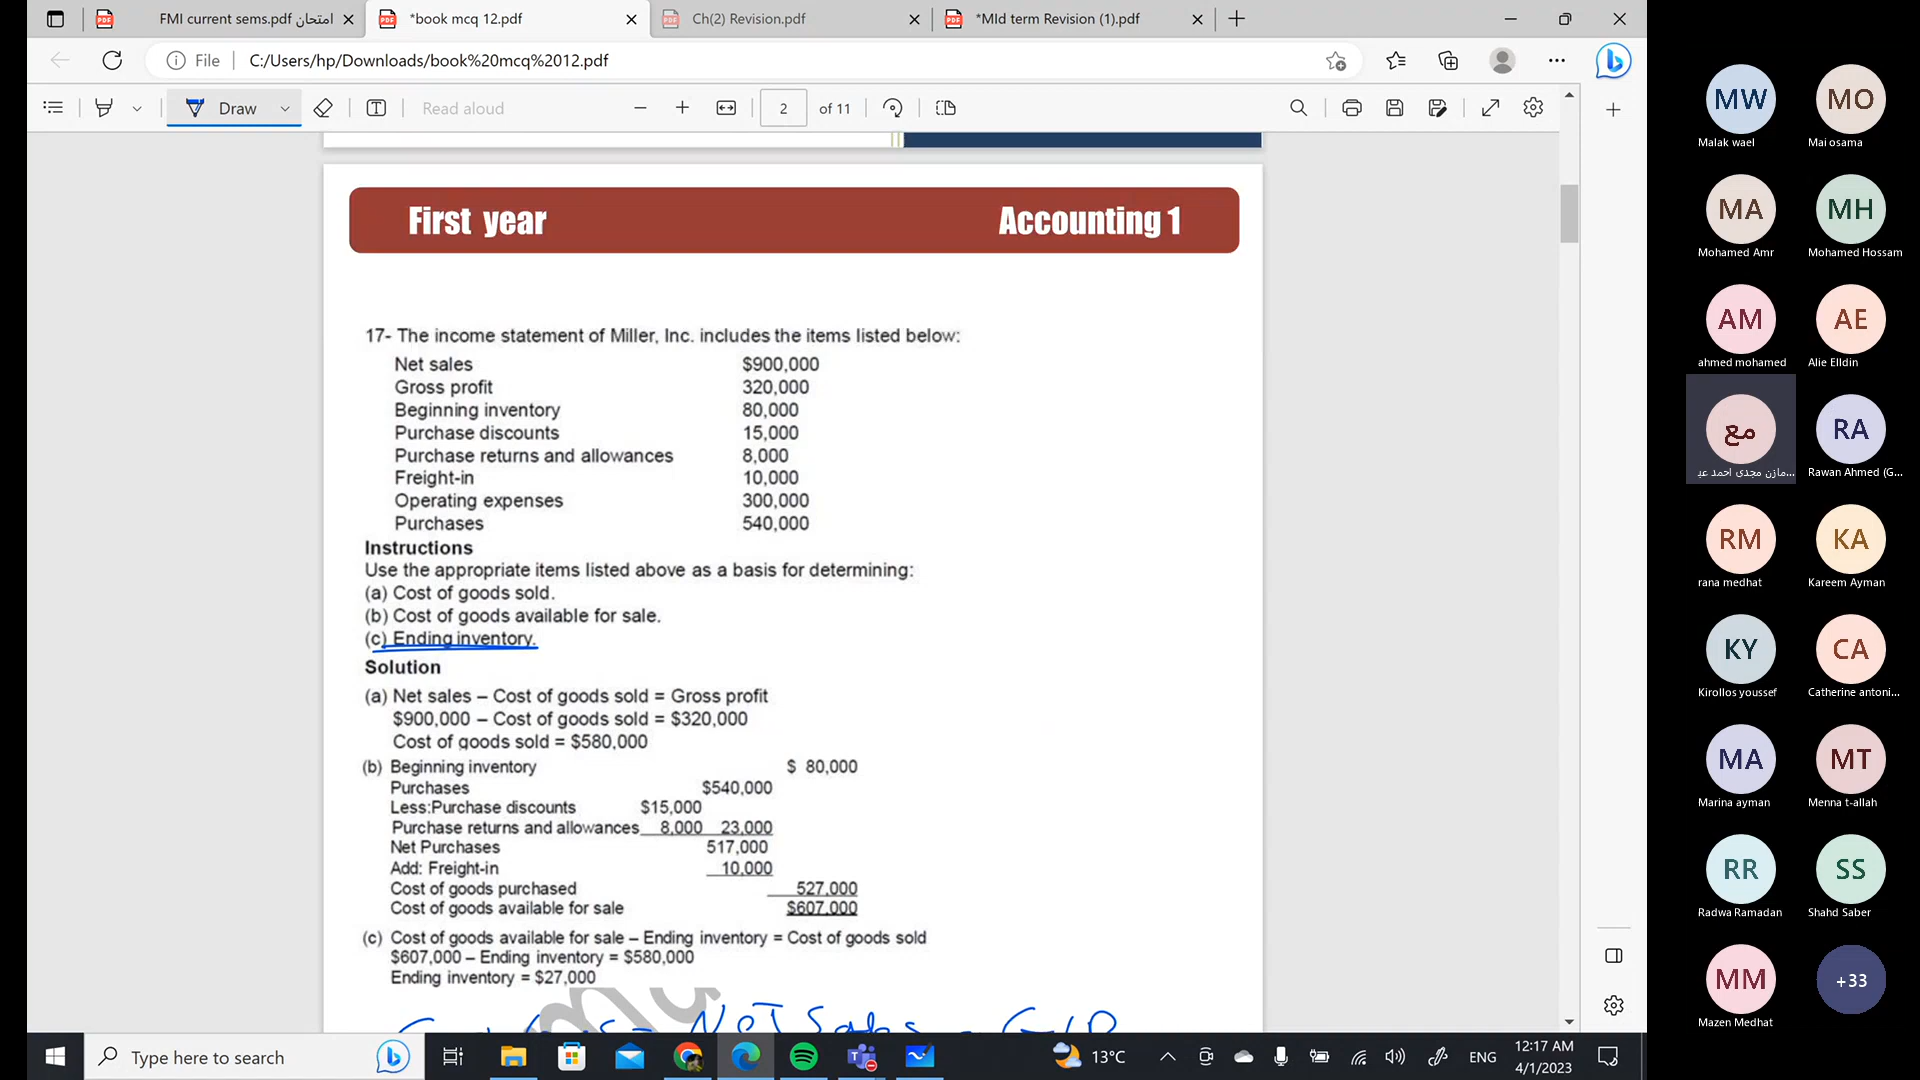 FMI current sems.pdf امتحان
*book mcq 12.pdf
Ch(2) Revision.pdf
*MId term Revision (1).pdf
File
C:/Users/hp/Downloads/book%20mcq%2012.pdf
Draw
Read aloud
2
of 11
First year
Accounting 1
17- The income statement of Miller, Inc. includes the items listed below:
Net sales $900,000
Gross profit 320,000
Beginning inventory 80,000
Purchase discounts 15,000
Purchase returns and allowances 8,000
Freight-in 10,000
Operating expenses 300,000
Purchases 540,000
Instructions
Use the appropriate items listed above as a basis for determining:
(a) Cost of goods sold.
(b) Cost of goods available for sale.
(c) Ending inventory.
Solution
(a) Net sales – Cost of goods sold = Gross profit
$900,000 – Cost of goods sold = $320,000
Cost of goods sold = $580,000
(b) Beginning inventory $ 80,000
Purchases $540,000
Less:Purchase discounts $15,000
Purchase returns and allowances 8,000 23,000
Net Purchases 517,000
Add: Freight-in 10,000
Cost of goods purchased 527,000
Cost of goods available for sale $607,000
(c) Cost of goods available for sale – Ending inventory = Cost of goods sold
$607,000 – Ending inventory = $580,000
Ending inventory = $27,000
NeT Sales - G/P
MW
Malak wael
MO
Mai osama
MA
Mohamed Amr
MH
Mohamed Hossam
AM
ahmed mohamed
AE
Alie Elldin
مع
مازن مجدى احمد عب...
RA
Rawan Ahmed (G...
RM
rana medhat
KA
Kareem Ayman
KY
Kirollos youssef
CA
Catherine antoni...
MA
Marina ayman
MT
Menna t-allah
RR
Radwa Ramadan
SS
Shahd Saber
MM
Mazen Medhat
+33
Type here to search
13°C
ENG
12:17 AM
4/1/2023